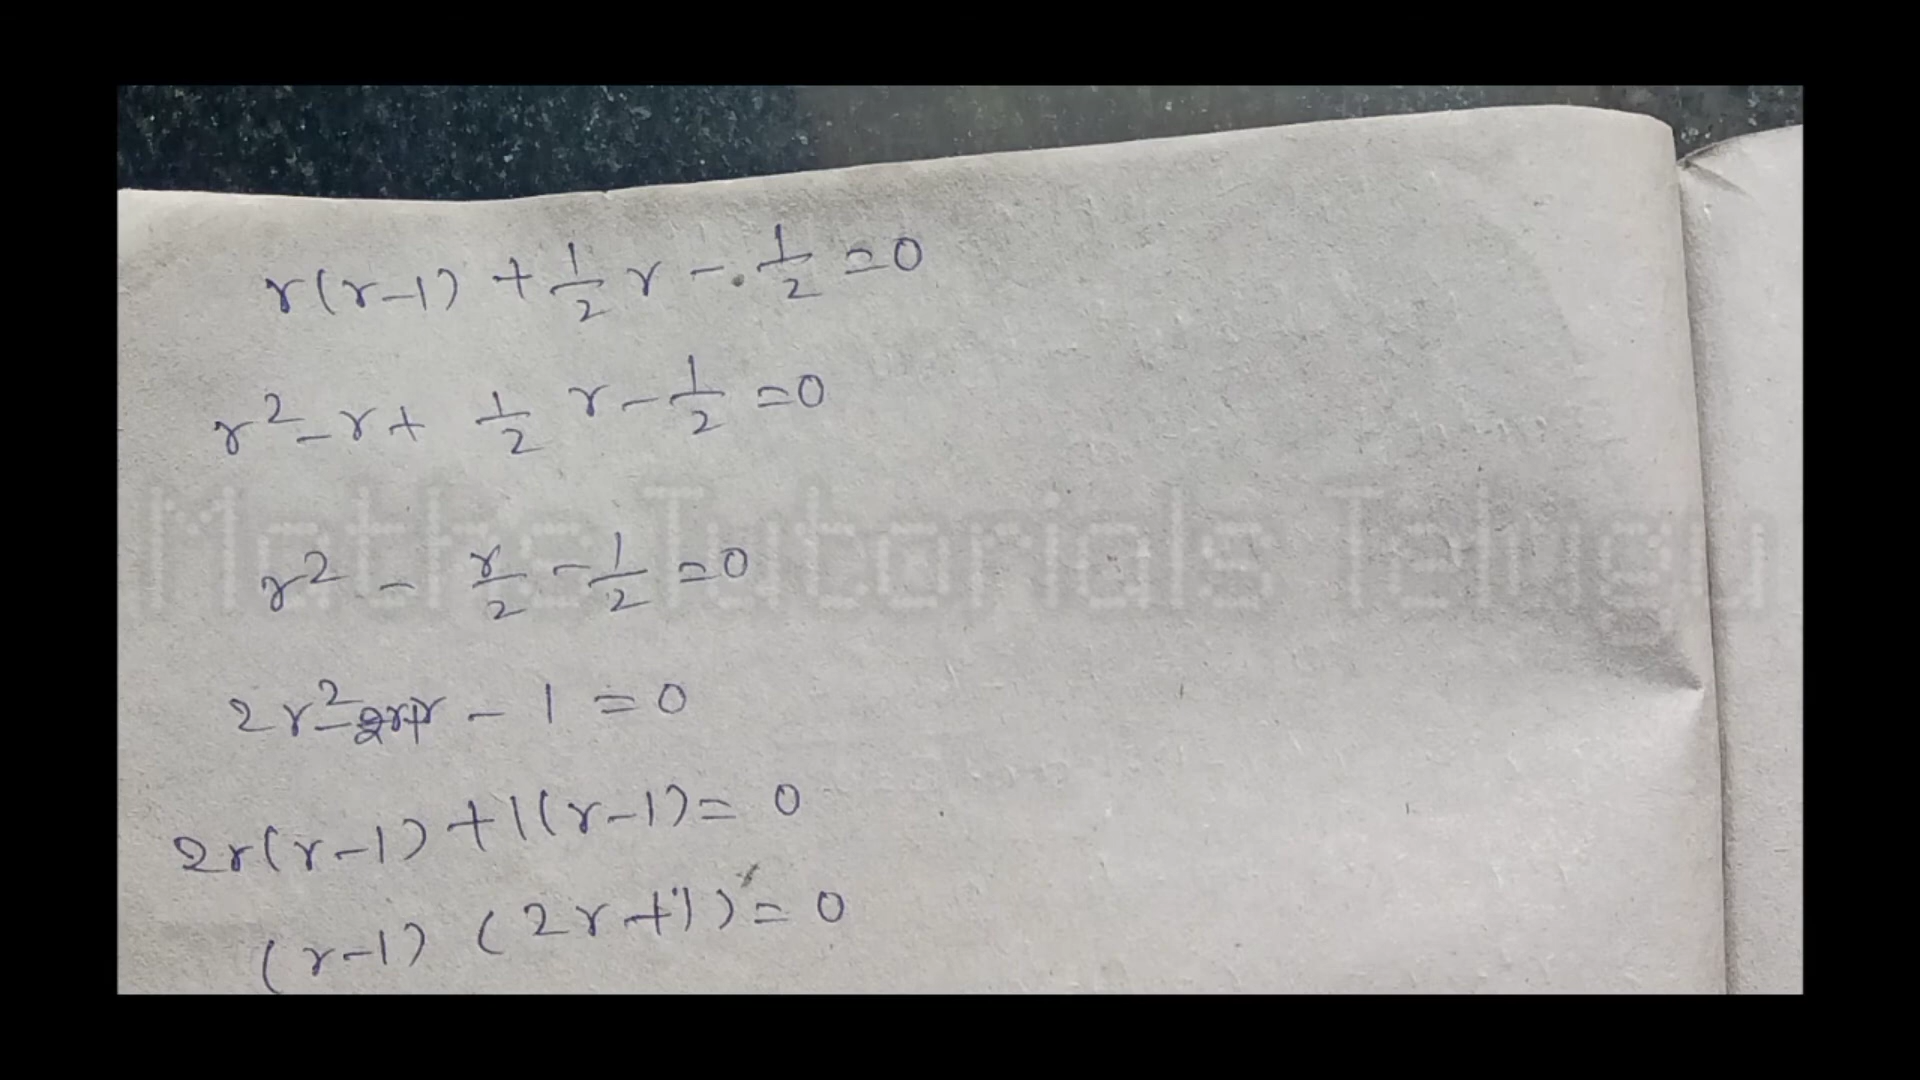 r(r-1) + 1/2 r - 1/2 = 0
r² - r + 1/2 r - 1/2 = 0
Maths Tutorials Telugu
r² - r/2 - 1/2 = 0
2r² - r - 1 = 0
2r(r-1) + 1(r-1) = 0
(r-1) (2r+1) = 0